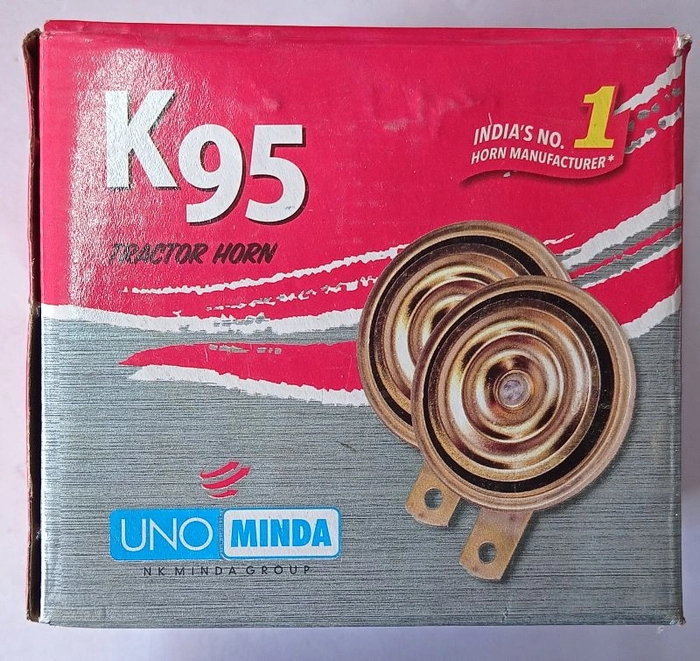 K95
TRACTOR HORN
INDIA'S NO. 1
HORN MANUFACTURER*
UNO MINDA
NK MINDA GROUP